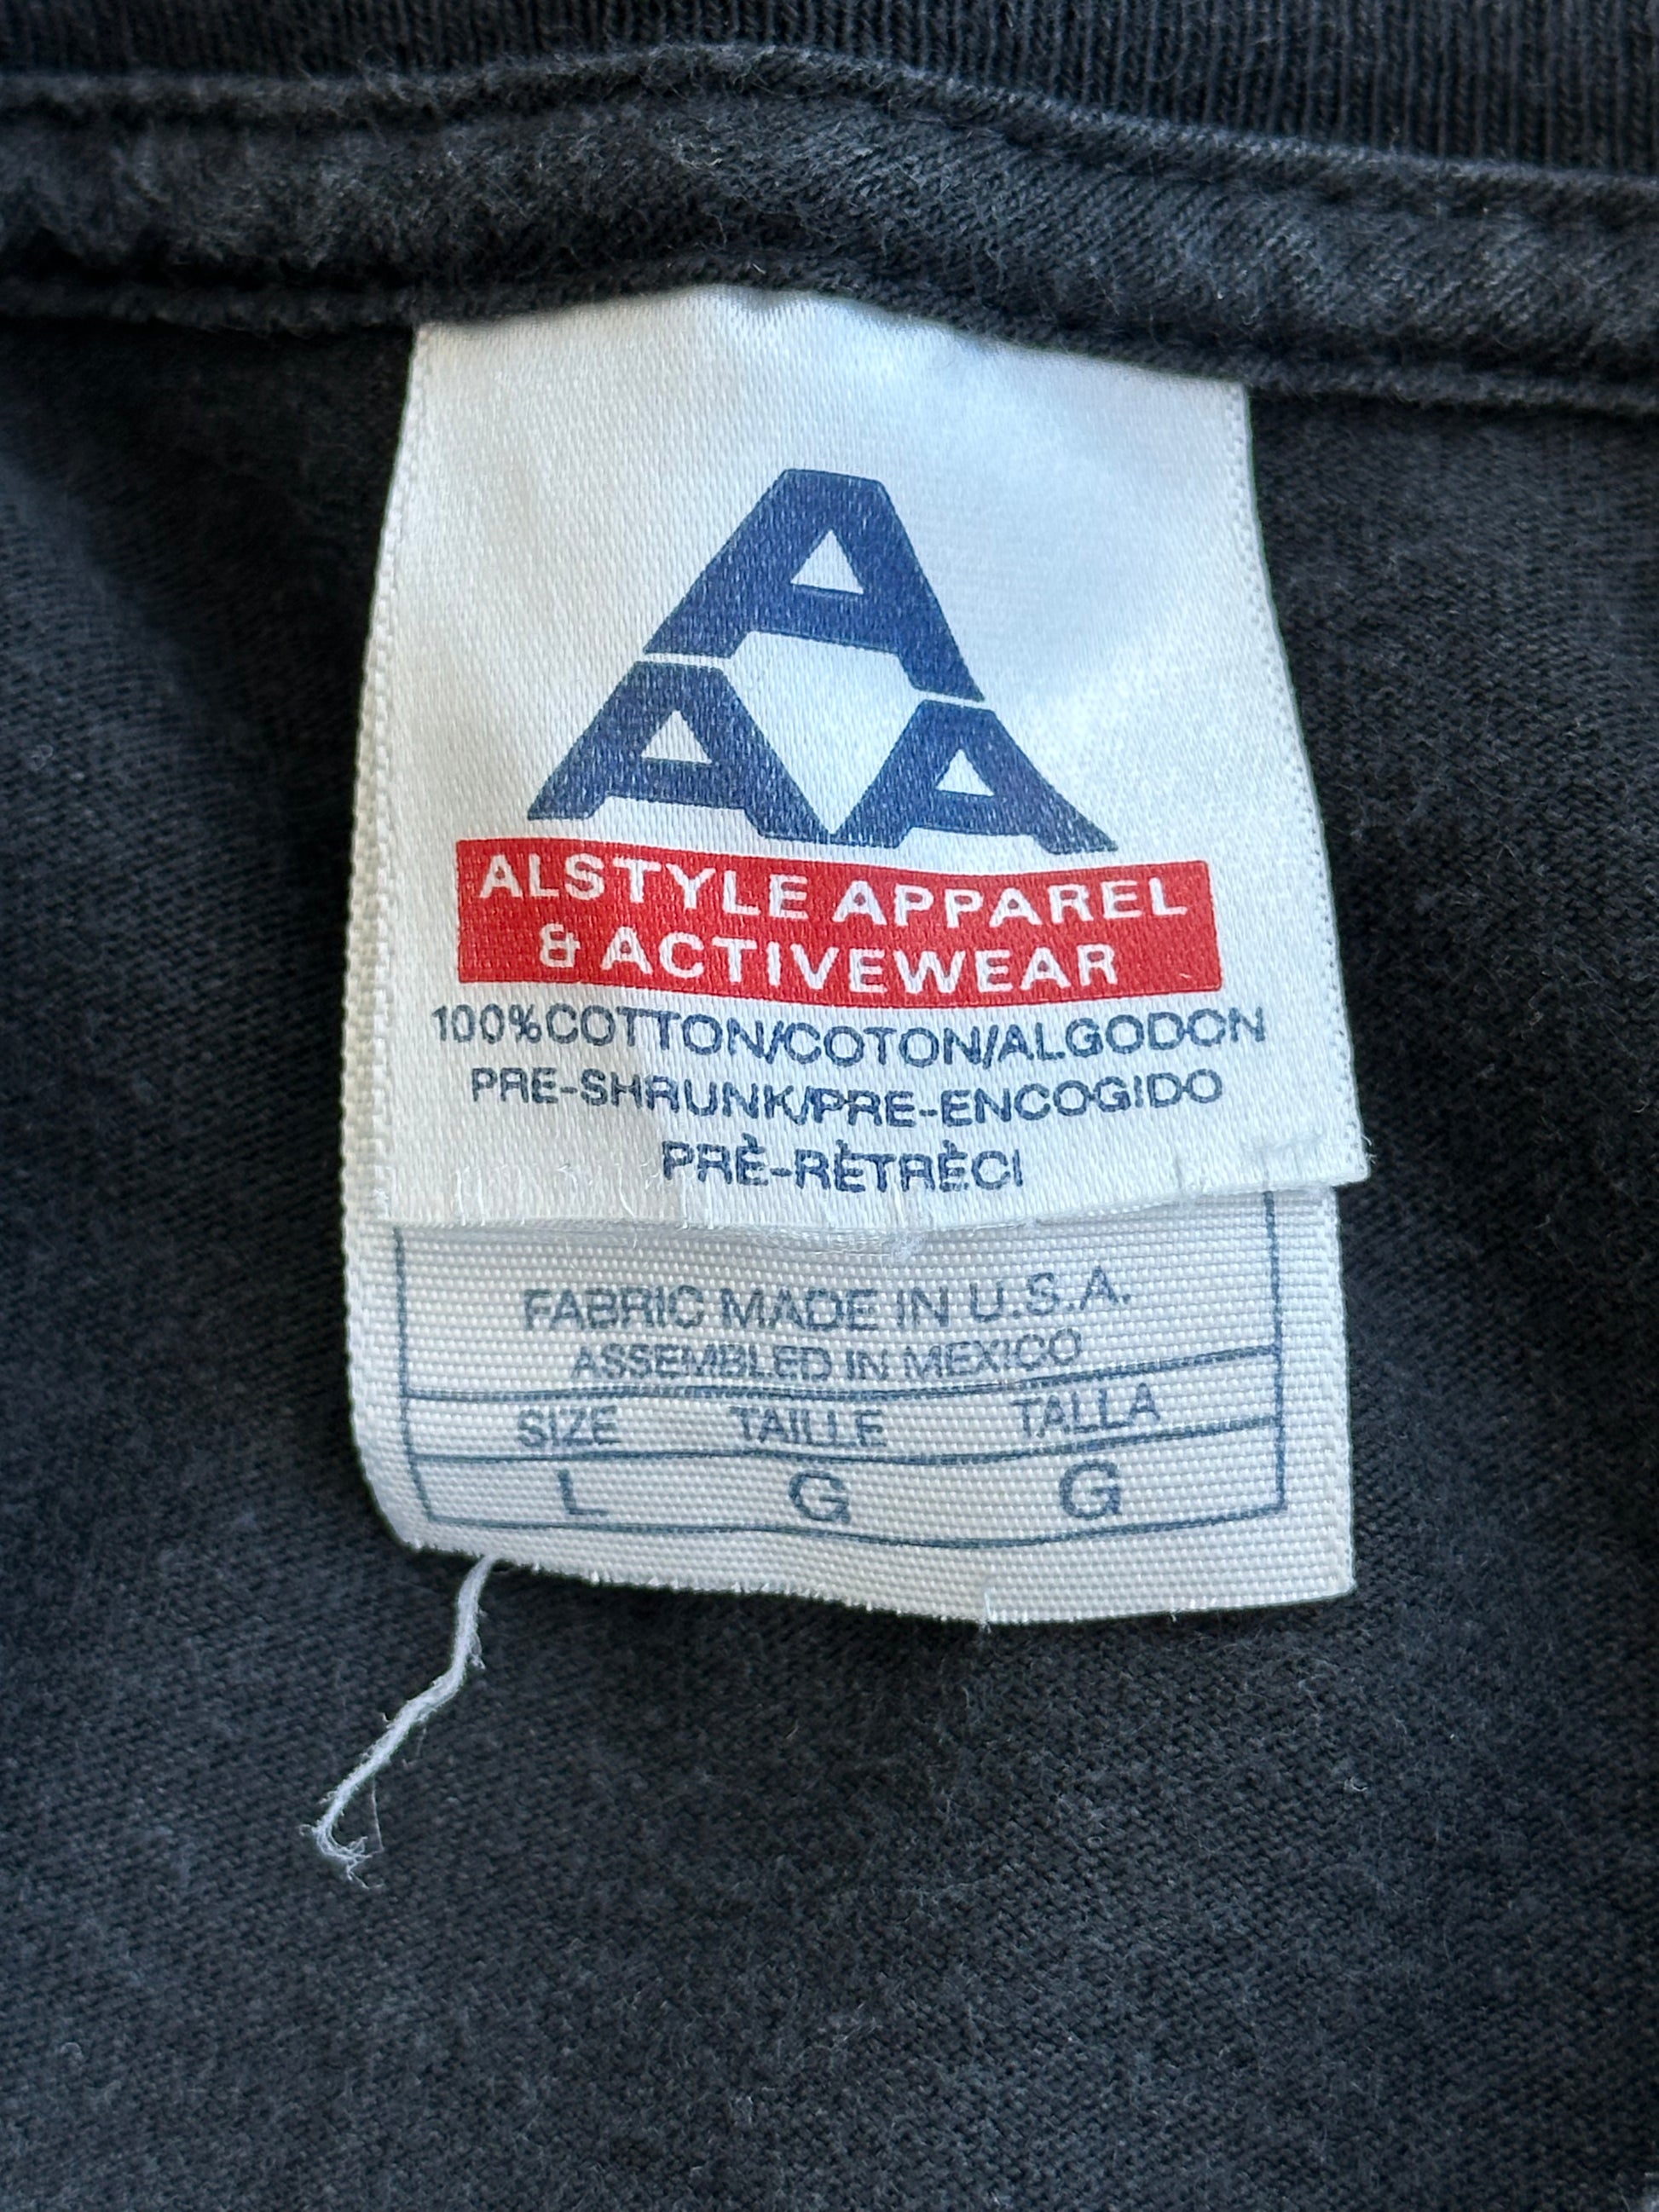 A
A A
ALSTYLE APPAREL
& ACTIVEWEAR
100%COTTON/COTON/ALGODON
PRE-SHRUNK/PRE-ENCOGIDO
PRÈ-RÈTRÈCI
FABRIC MADE IN U.S.A.
ASSEMBLED IN MEXICO
SIZE TAILLE TALLA
L G G